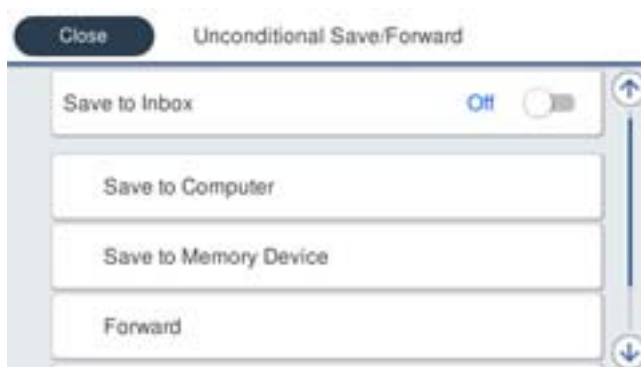 Close
Unconditional Save/Forward
Save to Inbox
Off
Save to Computer
Save to Memory Device
Forward